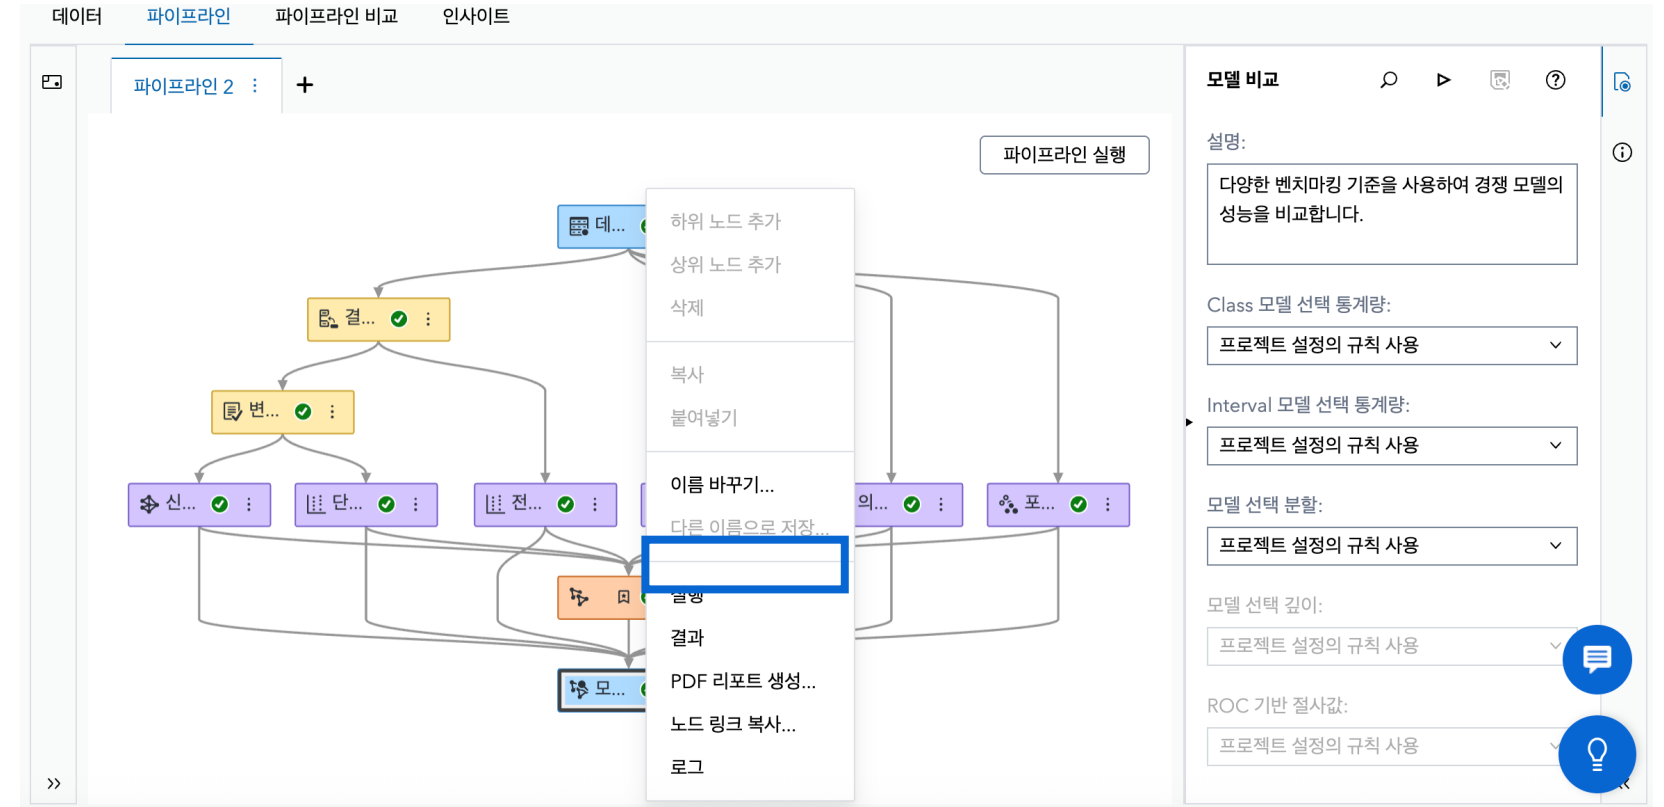 데이터
파이프라인
파이프라인 비교
인사이트
파이프라인 2
파이프라인 실행
데...
결...
변...
신...
단...
전...
의...
포...
모...
하위 노드 추가
상위 노드 추가
삭제
복사
붙여넣기
이름 바꾸기...
다른 이름으로 저장...
실행
결과
PDF 리포트 생성...
노드 링크 복사...
로그
모델 비교
설명:
다양한 벤치마킹 기준을 사용하여 경쟁 모델의
성능을 비교합니다.
Class 모델 선택 통계량:
프로젝트 설정의 규칙 사용
Interval 모델 선택 통계량:
프로젝트 설정의 규칙 사용
모델 선택 분할:
프로젝트 설정의 규칙 사용
모델 선택 깊이:
프로젝트 설정의 규칙 사용
ROC 기반 절사값:
프로젝트 설정의 규칙 사용